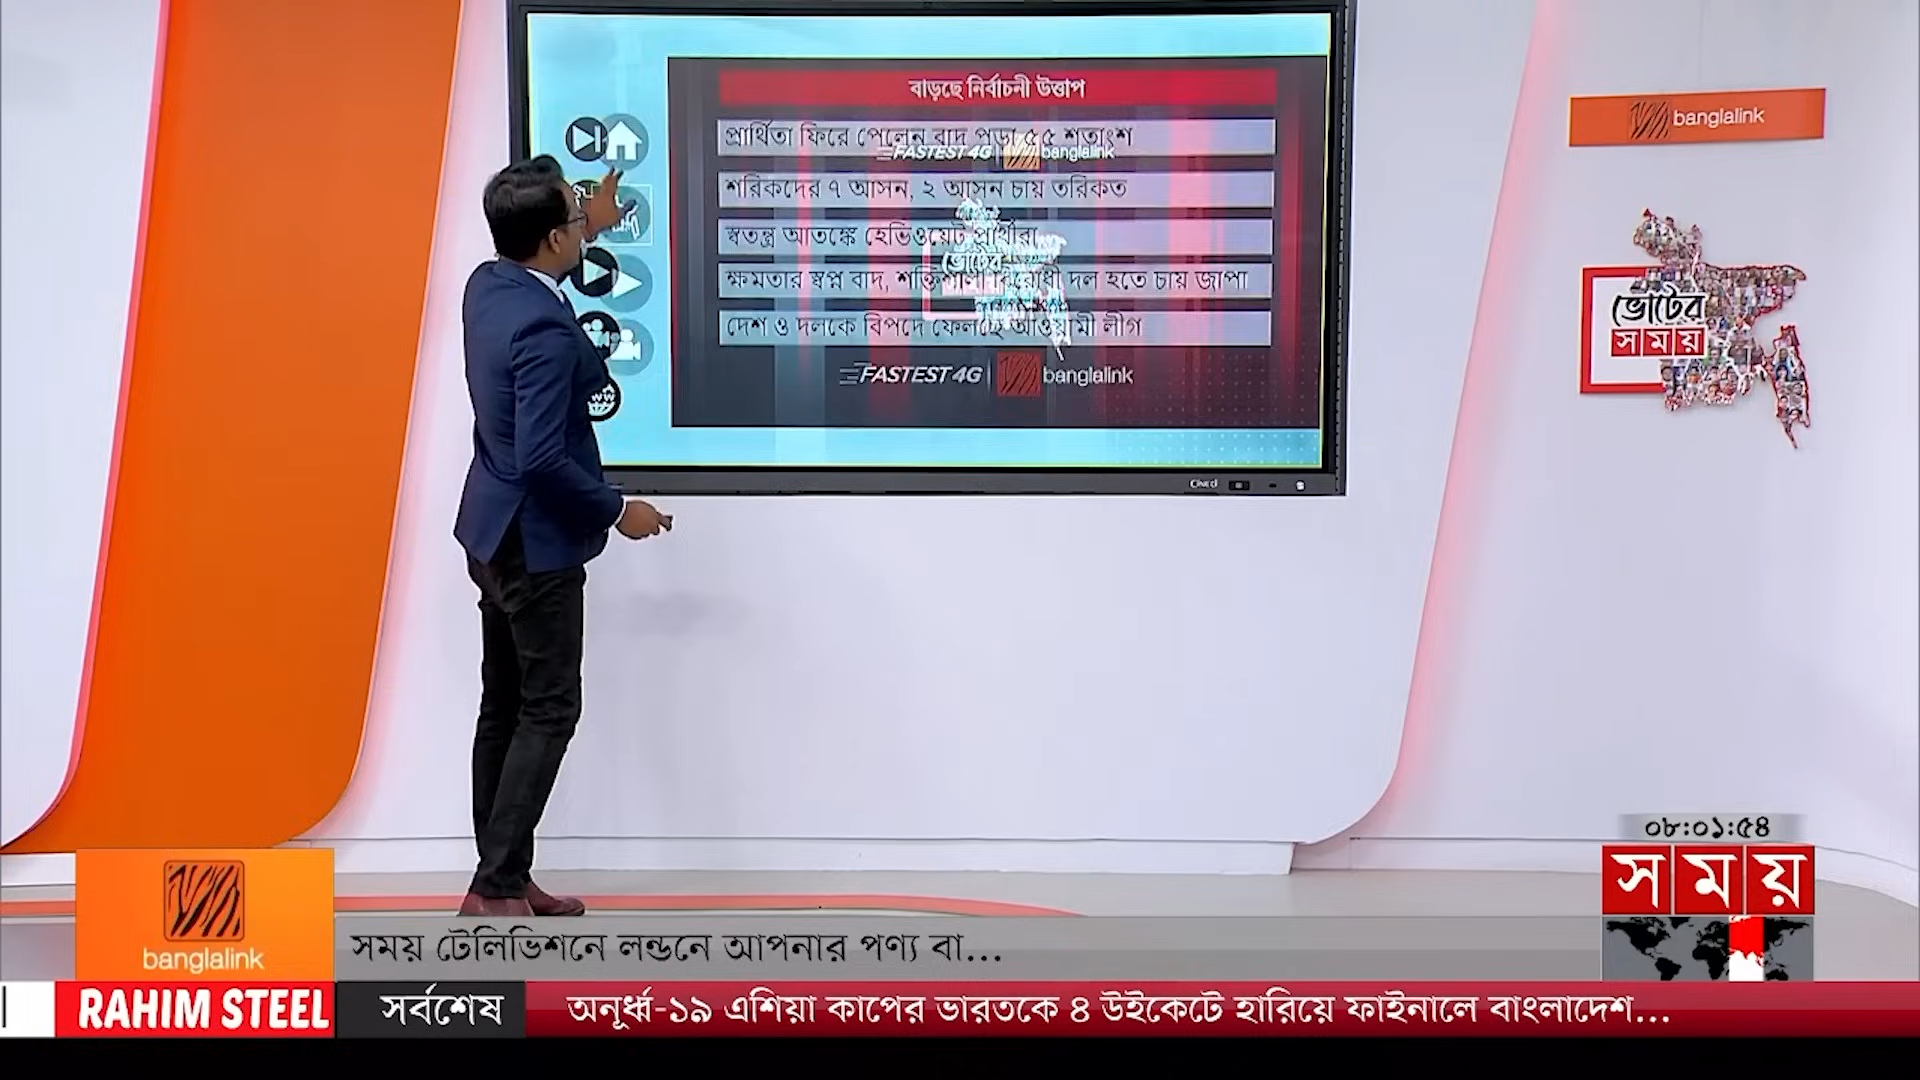 বাড়ছে নির্বাচনী উত্তাপ
প্রার্থিতা ফিরে পেলেন বাদ পড়া ৫৫ শতাংশ
FASTEST 4G banglalink
শরিকদের ৭ আসন, ২ আসন চায় তরিকত
স্বতন্ত্র আতঙ্কে হেভিওয়েট প্রার্থীরা
ভোটের
ক্ষমতার স্বপ্ন বাদ, শক্তিশালী বিরোধী দল হতে চায় জাপা
দেশ ও দলকে বিপদে ফেলছে আওয়ামী লীগ
FASTEST 4G banglalink
banglalink
ভোটের
সময়
০৮:০১:৫৪
সময়
banglalink
সময় টেলিভিশনে লন্ডনে আপনার পণ্য বা...
RAHIM STEEL
সর্বশেষ
অনূর্ধ্ব-১৯ এশিয়া কাপের ভারতকে ৪ উইকেটে হারিয়ে ফাইনালে বাংলাদেশ...